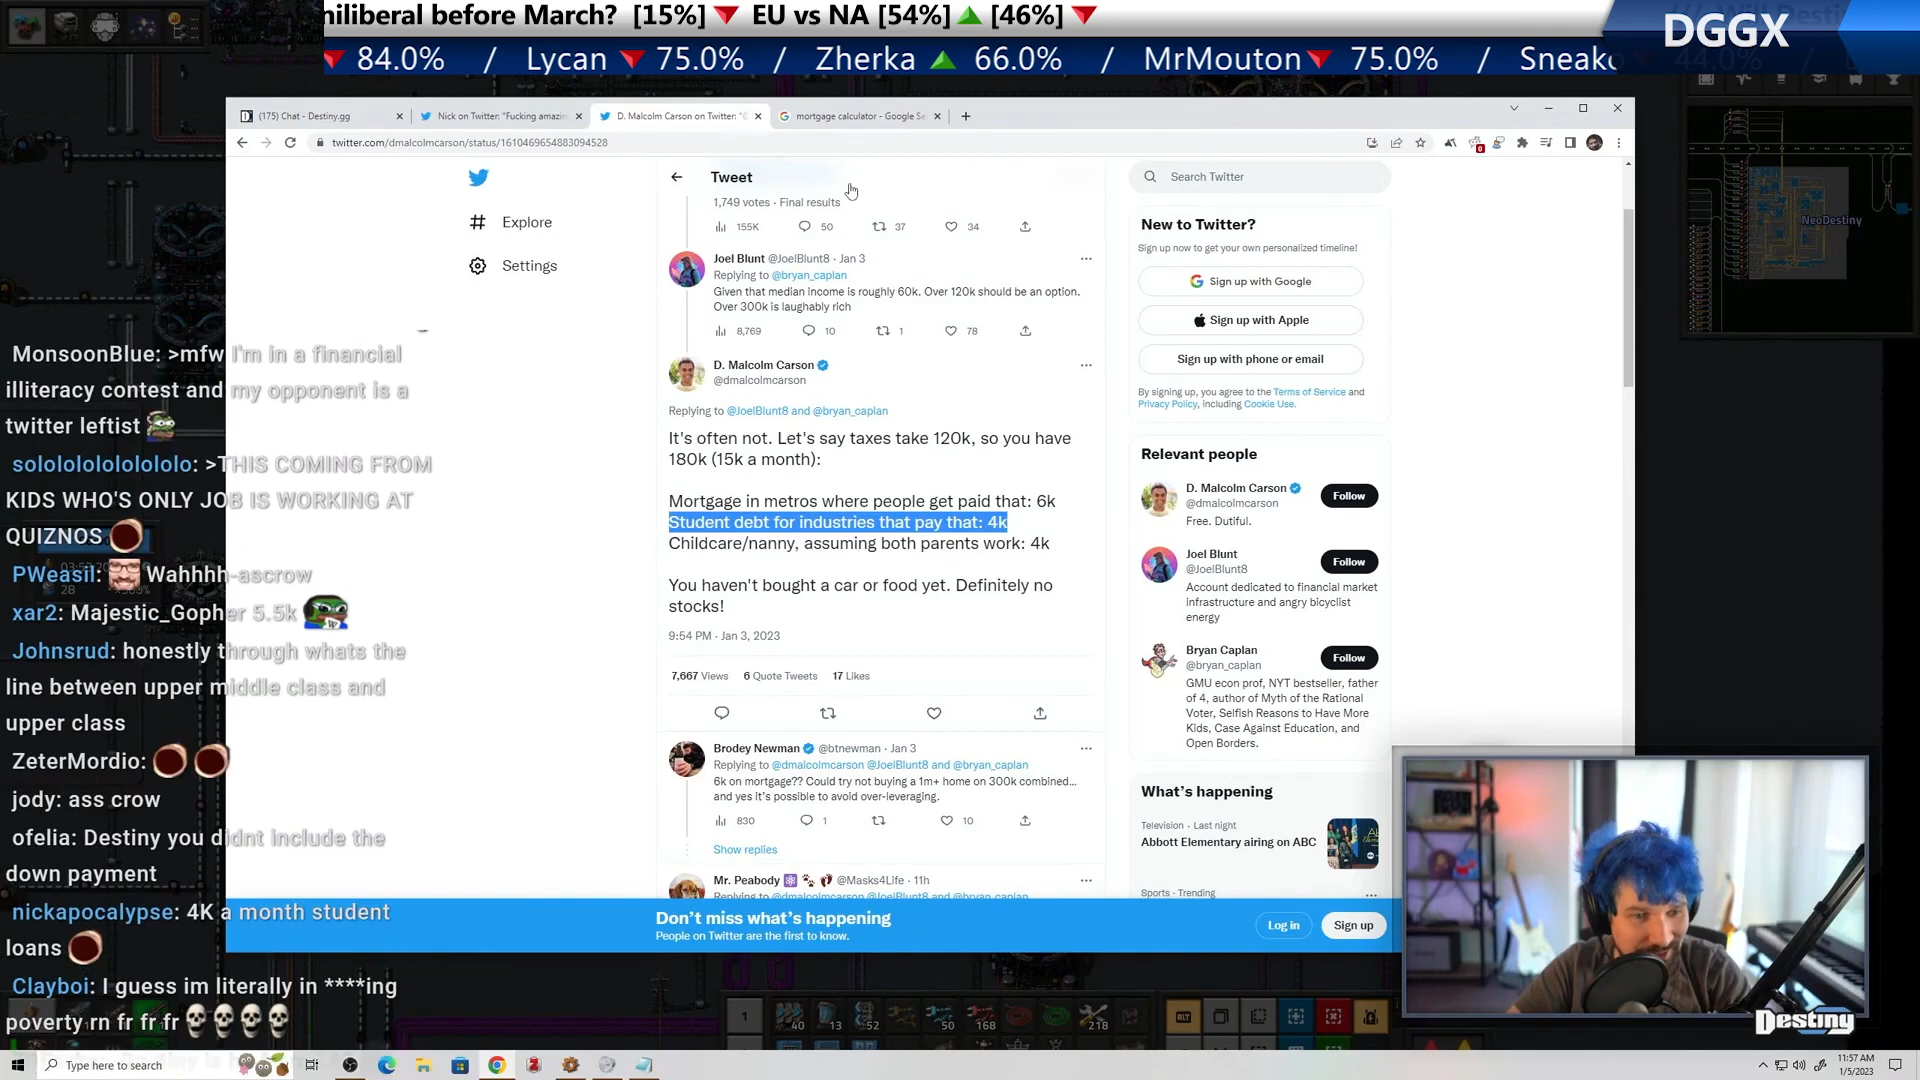 niliberal before March? [15%] EU vs NA [54%] [46%]
DGGX
84.0% / Lycan 75.0% / Zherka 66.0% / MrMouton 75.0% / Sneako 44.0%
(175) Chat - Destiny.gg
Nick on Twitter: "Fucking amazin
D. Malcolm Carson on Twitter: "@
mortgage calculator - Google Se
twitter.com/dmalcolmcarson/status/1610469654883094528
Explore
Settings
Tweet
1,749 votes · Final results
155K 50 37 34
Joel Blunt @JoelBlunt8 · Jan 3
Replying to @bryan_caplan
Given that median income is roughly 60k. Over 120k should be an option.
Over 300k is laughably rich
8,769 10 1 78
D. Malcolm Carson
@dmalcolmcarson
Replying to @JoelBlunt8 and @bryan_caplan
It's often not. Let's say taxes take 120k, so you have
180k (15k a month):
Mortgage in metros where people get paid that: 6k
Student debt for industries that pay that: 4k
Childcare/nanny, assuming both parents work: 4k
You haven't bought a car or food yet. Definitely no
stocks!
9:54 PM · Jan 3, 2023
7,667 Views 6 Quote Tweets 17 Likes
Brodey Newman @btnewman · Jan 3
Replying to @dmalcolmcarson @JoelBlunt8 and @bryan_caplan
6k on mortgage?? Could try not buying a 1m+ home on 300k combined...
and yes it's possible to avoid over-leveraging.
830 1 10
Show replies
Mr. Peabody @Masks4Life · 11h
Replying to @dmalcolmcarson @JoelBlunt8 and @bryan_caplan
Search Twitter
New to Twitter?
Sign up now to get your own personalized timeline!
Sign up with Google
Sign up with Apple
Sign up with phone or email
By signing up, you agree to the Terms of Service and
Privacy Policy, including Cookie Use.
Relevant people
D. Malcolm Carson
@dmalcolmcarson
Follow
Free. Dutiful.
Joel Blunt
@JoelBlunt8
Follow
Account dedicated to financial market
infrastructure and angry bicyclist
energy
Bryan Caplan
@bryan_caplan
Follow
GMU econ prof, NYT bestseller, father
of 4, author of Myth of the Rational
Voter, Selfish Reasons to Have More
Kids, Case Against Education, and
Open Borders.
What's happening
Television · Last night
Abbott Elementary airing on ABC
Sports · Trending
Don't miss what's happening
People on Twitter are the first to know.
Log in
Sign up
MonsoonBlue: >mfw I'm in a financial
illiteracy contest and my opponent is a
twitter leftist
solololololololo: >THIS COMING FROM
KIDS WHO'S ONLY JOB IS WORKING AT
QUIZNOS
PWeasil: Wahhhh-ascrow
xar2: Majestic_Gopher 5.5k
Johnsrud: honestly through whats the
line between upper middle class and
upper class
ZeterMordio:
jody: ass crow
ofelia: Destiny you didnt include the
down payment
nickapocalypse: 4K a month student
loans
Clayboi: I guess im literally in ****ing
poverty rn fr fr fr
NeoDestiny
Destiny
1 40 13 52 50 168 218
ALT
Type here to search
11:57 AM
1/5/2023